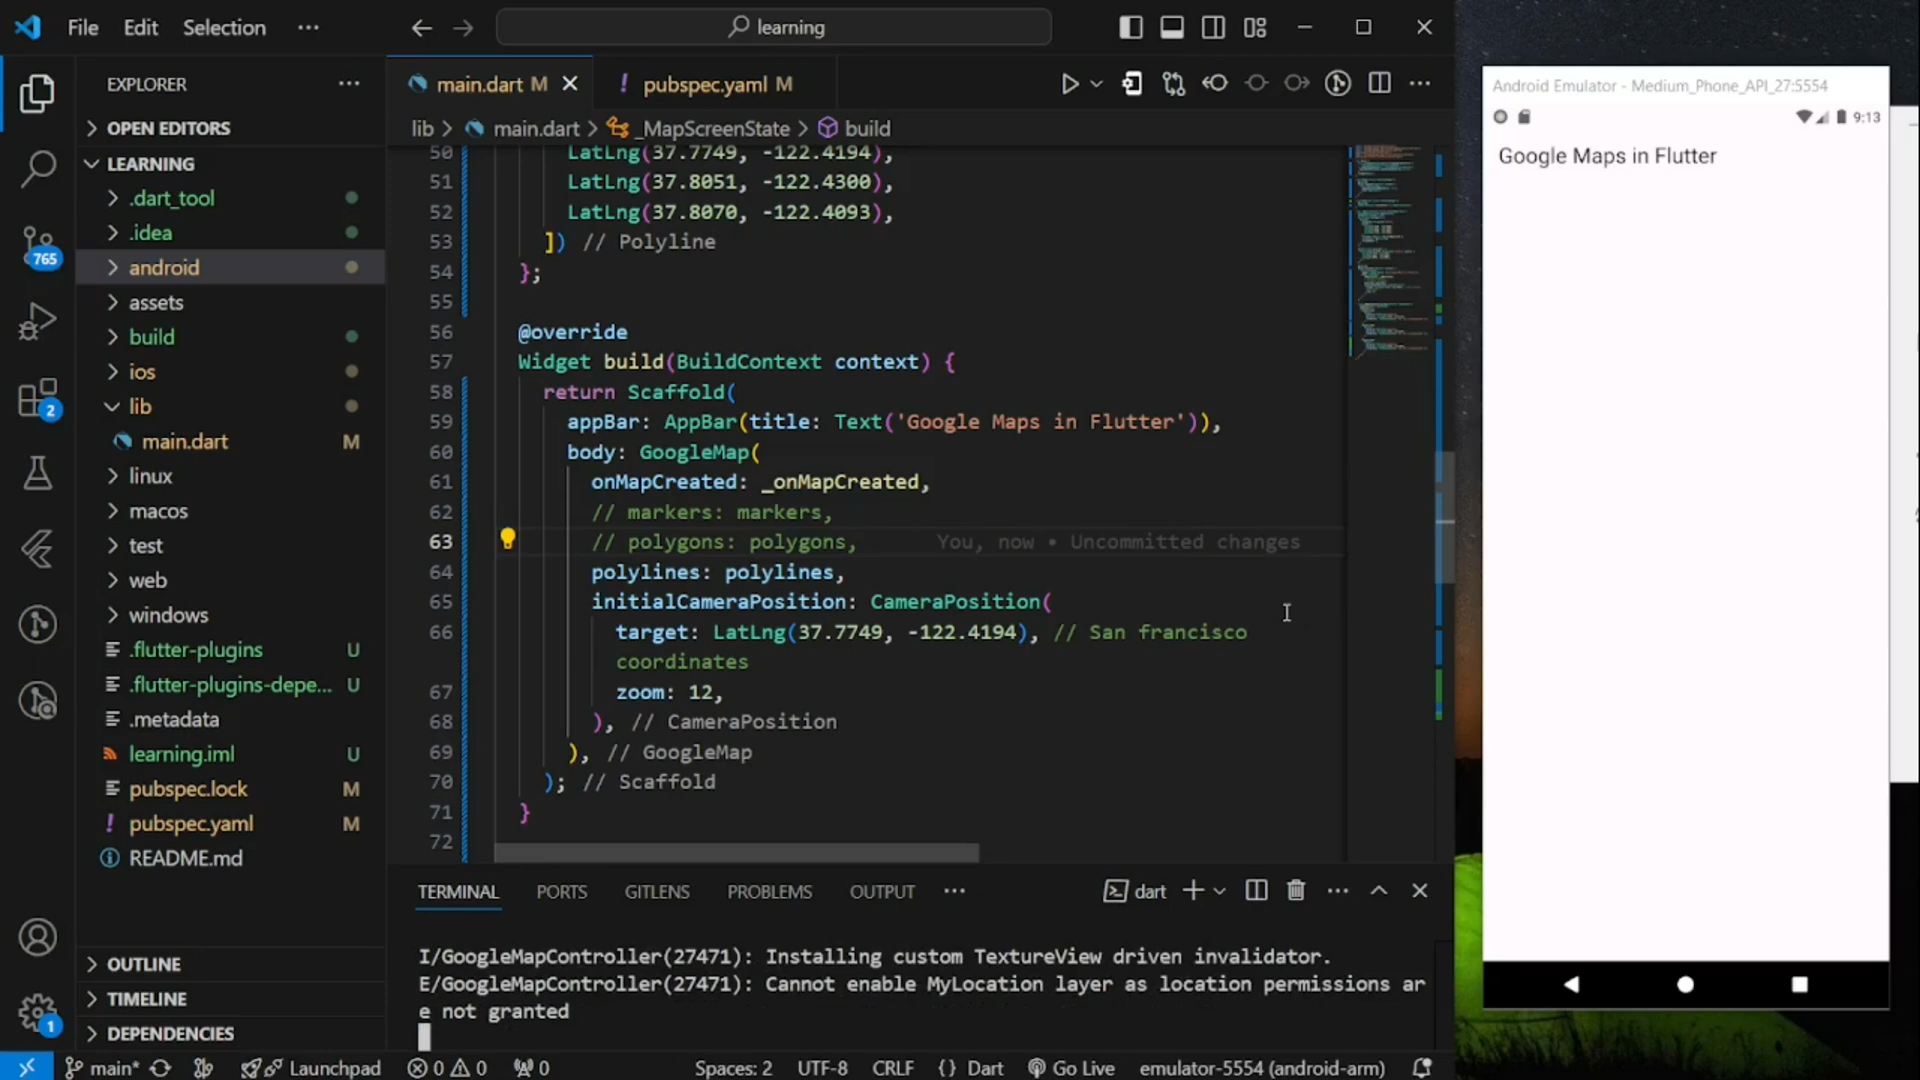 File Edit Selection ···
learning
EXPLORER ···
OPEN EDITORS
LEARNING
.dart_tool
.idea
android
assets
build
ios
lib
main.dart M
linux
macos
test
web
windows
.flutter-plugins U
.flutter-plugins-depe... U
.metadata
learning.iml U
pubspec.lock M
pubspec.yaml M
README.md
OUTLINE
TIMELINE
DEPENDENCIES
765
2
1
main.dart M
! pubspec.yaml M
lib > main.dart > _MapScreenState > build
50 LatLng(37.7749, -122.4194),
51 LatLng(37.8051, -122.4300),
52 LatLng(37.8070, -122.4093),
53 ]) // Polyline
54 };
55
56 @override
57 Widget build(BuildContext context) {
58 return Scaffold(
59 appBar: AppBar(title: Text('Google Maps in Flutter')),
60 body: GoogleMap(
61 onMapCreated: _onMapCreated,
62 // markers: markers,
63 // polygons: polygons, You, now • Uncommitted changes
64 polylines: polylines,
65 initialCameraPosition: CameraPosition(
66 target: LatLng(37.7749, -122.4194), // San francisco
coordinates
67 zoom: 12,
68 ), // CameraPosition
69 ), // GoogleMap
70 ); // Scaffold
71 }
72
TERMINAL PORTS GITLENS PROBLEMS OUTPUT ··· dart
I/GoogleMapController(27471): Installing custom TextureView driven invalidator.
E/GoogleMapController(27471): Cannot enable MyLocation layer as location permissions ar
e not granted
main* Launchpad 0 0 0 Spaces: 2 UTF-8 CRLF {} Dart Go Live emulator-5554 (android-arm)
Android Emulator - Medium_Phone_API_27:5554
9:13
Google Maps in Flutter